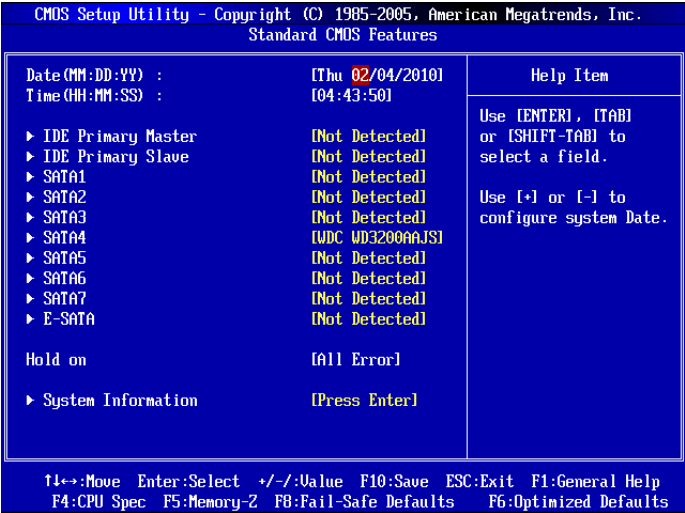 CMOS Setup Utility - Copyright (C) 1985-2005, American Megatrends, Inc.
Standard CMOS Features
Date(MM:DD:YY) : [Thu 02/04/2010]
Time(HH:MM:SS) : [04:43:50]
▶ IDE Primary Master [Not Detected]
▶ IDE Primary Slave [Not Detected]
▶ SATA1 [Not Detected]
▶ SATA2 [Not Detected]
▶ SATA3 [Not Detected]
▶ SATA4 [WDC WD3200AAJS]
▶ SATA5 [Not Detected]
▶ SATA6 [Not Detected]
▶ SATA7 [Not Detected]
▶ E-SATA [Not Detected]
Hold on [All Error]
▶ System Information [Press Enter]
Help Item
Use [ENTER], [TAB]
or [SHIFT-TAB] to
select a field.
Use [+] or [-] to
configure system Date.
↑↓←→:Move Enter:Select +/-/:Value F10:Save ESC:Exit F1:General Help
F4:CPU Spec F5:Memory-Z F8:Fail-Safe Defaults F6:Optimized Defaults